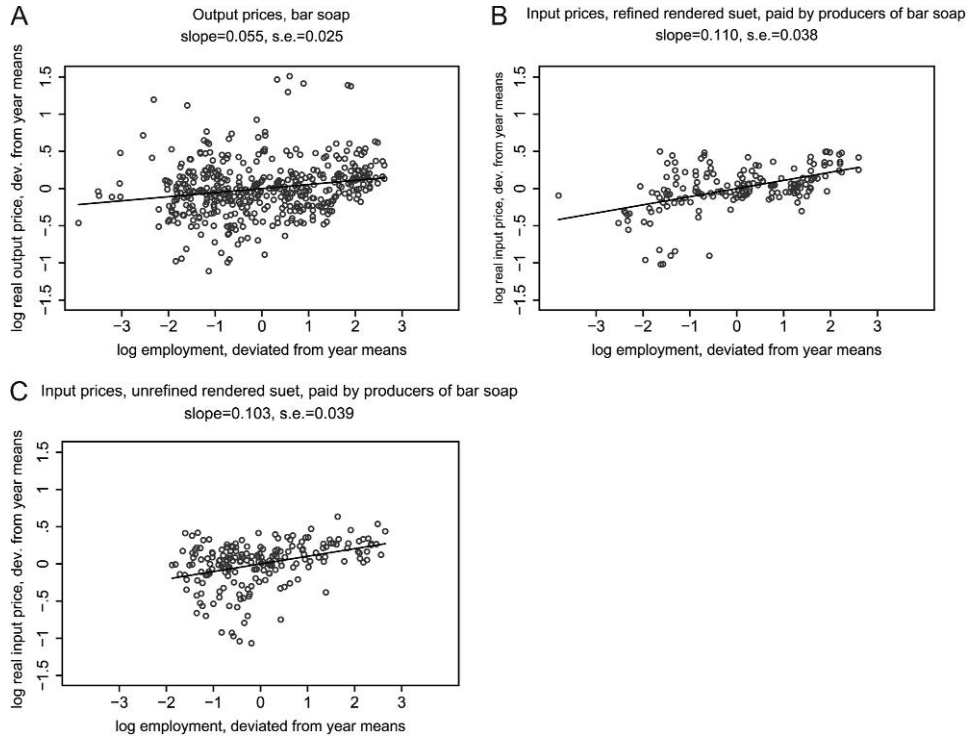 A
Output prices, bar soap
slope=0.055, s.e.=0.025
log real output price, dev. from year means
1.5
1
.5
0
−.5
−1
−1.5
−3 −2 −1 0 1 2 3
log employment, deviated from year means
B
Input prices, refined rendered suet, paid by producers of bar soap
slope=0.110, s.e.=0.038
log real input price, dev. from year means
1.5
1
.5
0
−.5
−1
−1.5
−3 −2 −1 0 1 2 3
log employment, deviated from year means
C Input prices, unrefined rendered suet, paid by producers of bar soap
slope=0.103, s.e.=0.039
log real input price, dev. from year means
1.5
1
.5
0
−.5
−1
−1.5
−3 −2 −1 0 1 2 3
log employment, deviated from year means